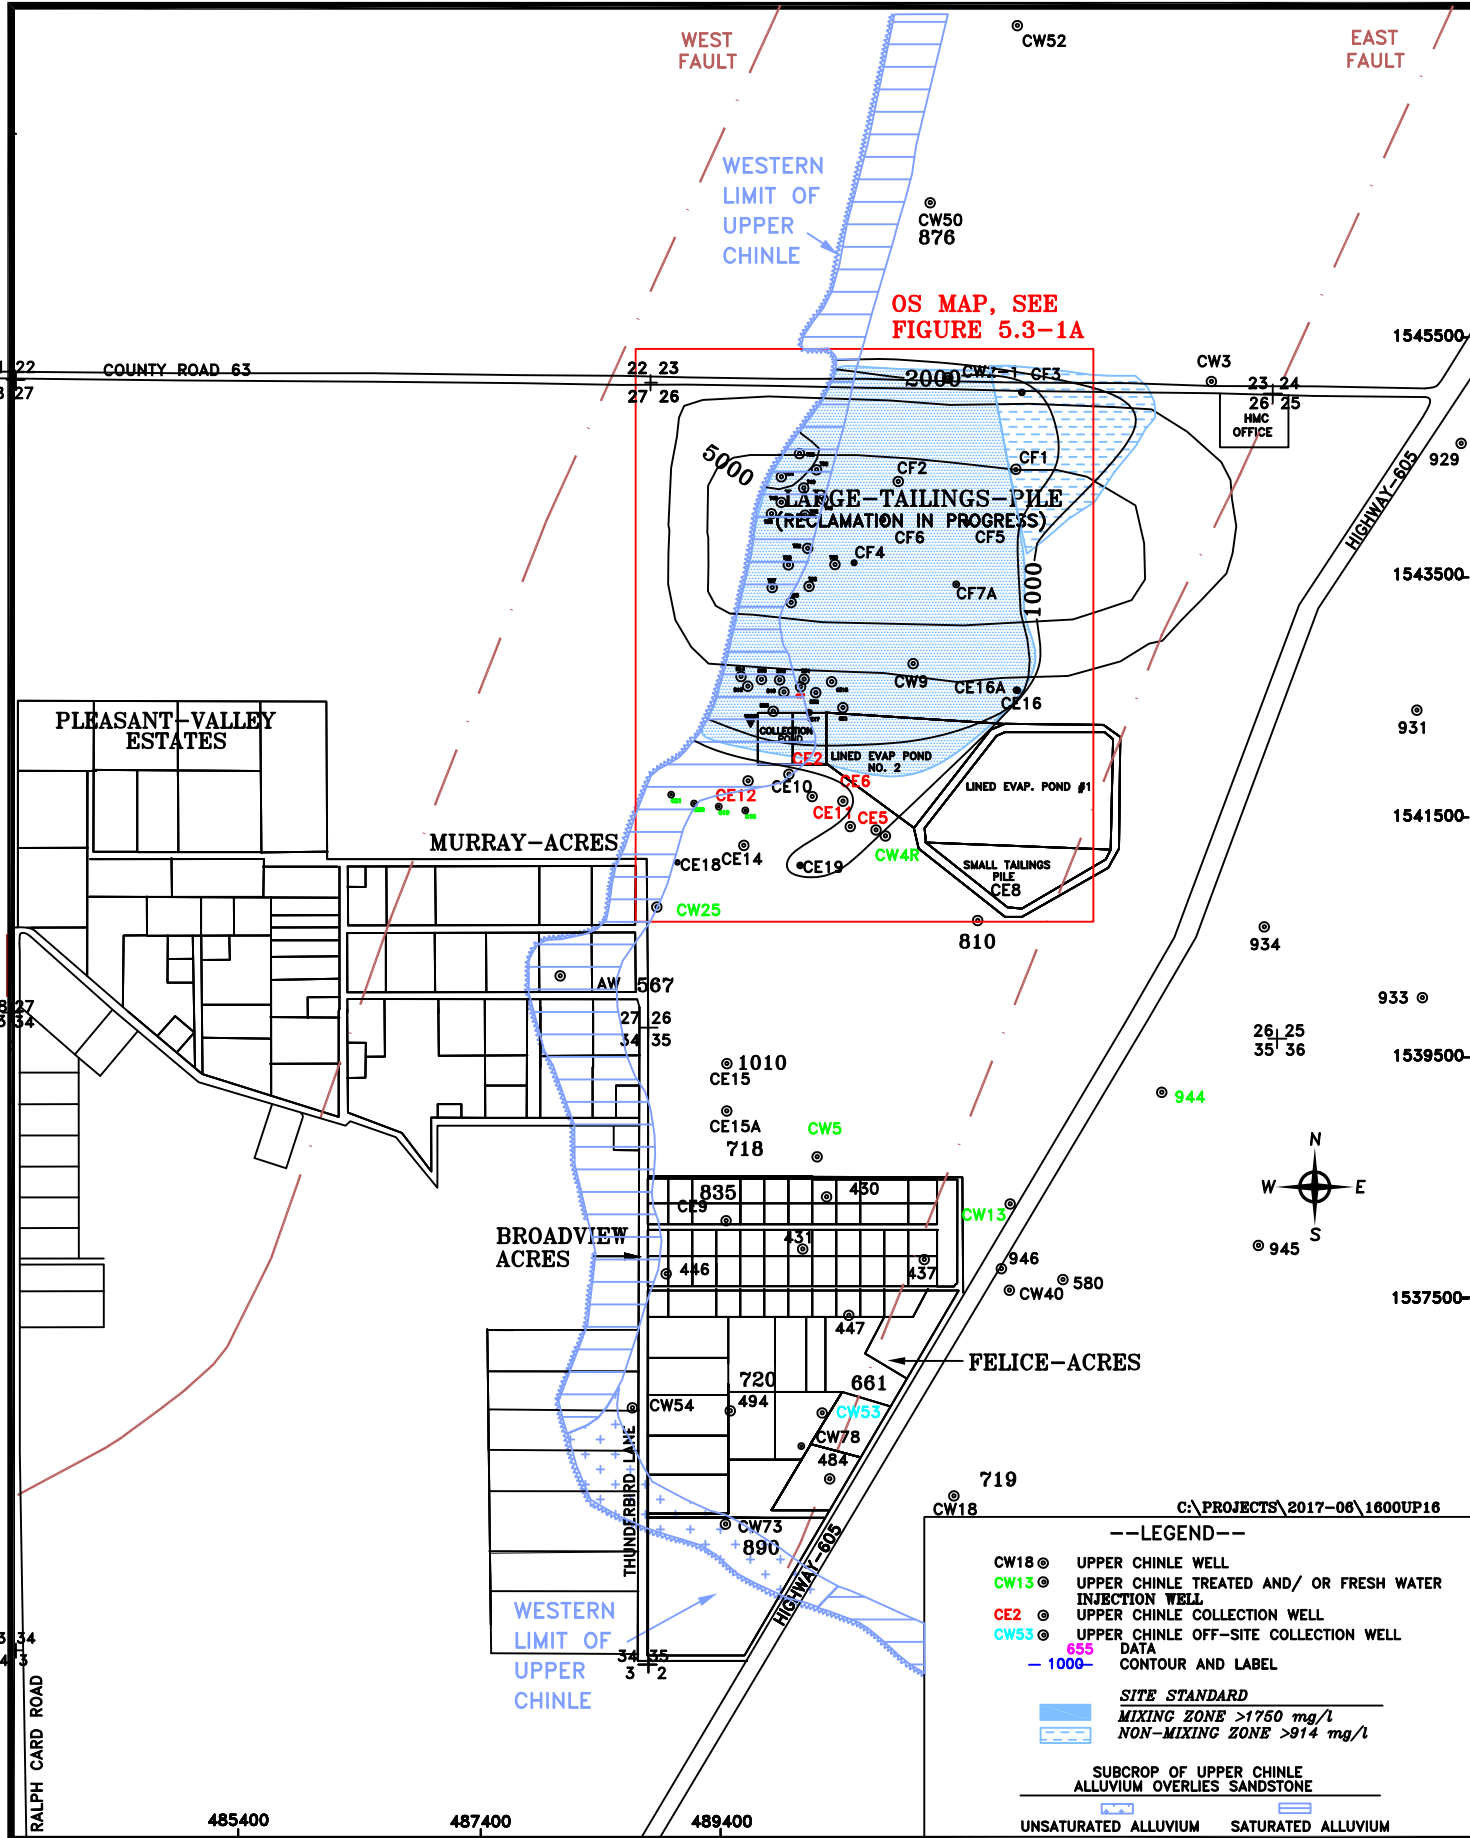 WEST
FAULT
EAST
FAULT
CW52
WESTERN
LIMIT OF
UPPER
CHINLE
CW50
876
OS MAP, SEE
FIGURE 5.3-1A
1545500
22
27
COUNTY ROAD 63
22 23
27 26
2000
CF3
CW3
23 24
26 25
HMC
OFFICE
929
5000
CF2
CF1
LARGE-TAILINGS-PILE
(RECLAMATION IN PROGRESS)
CF6
CF5
CF4
CF7A
1000
HIGHWAY-605
1543500
CW9
CE16A
CE16
931
PLEASANT-VALLEY
ESTATES
COLLECTION
POND
LINED EVAP POND
NO. 2
LINED EVAP. POND #1
CE2
CE6
CE10
CE12
CE11
CE5
CW4R
1541500
MURRAY-ACRES
CE18
CE14
CE19
SMALL TAILINGS
PILE
CE8
CW25
810
934
AW
567
933
27
34
27 26
34 35
26 25
35 36
1010
CE15
1539500
944
CE15A
718
CW5
N
W E
S
835
CE9
430
CW13
BROADVIEW
ACRES
431
446
437
946
945
580
CW40
447
1537500
FELICE-ACRES
720
661
494
CW54
CW53
CW78
484
THUNDERBIRD LANE
719
CW18
CW73
890
HIGHWAY-605
WESTERN
LIMIT OF
UPPER
CHINLE
34
3
34 35
3 2
RALPH CARD ROAD
485400
487400
489400
C:\PROJECTS\2017-06\1600UP16
--LEGEND--
CW18 UPPER CHINLE WELL
CW13 UPPER CHINLE TREATED AND/ OR FRESH WATER
INJECTION WELL
CE2 UPPER CHINLE COLLECTION WELL
CW53 UPPER CHINLE OFF-SITE COLLECTION WELL
655 DATA
1000 CONTOUR AND LABEL
SITE STANDARD
MIXING ZONE >1750 mg/l
NON-MIXING ZONE >914 mg/l
SUBCROP OF UPPER CHINLE
ALLUVIUM OVERLIES SANDSTONE
UNSATURATED ALLUVIUM SATURATED ALLUVIUM